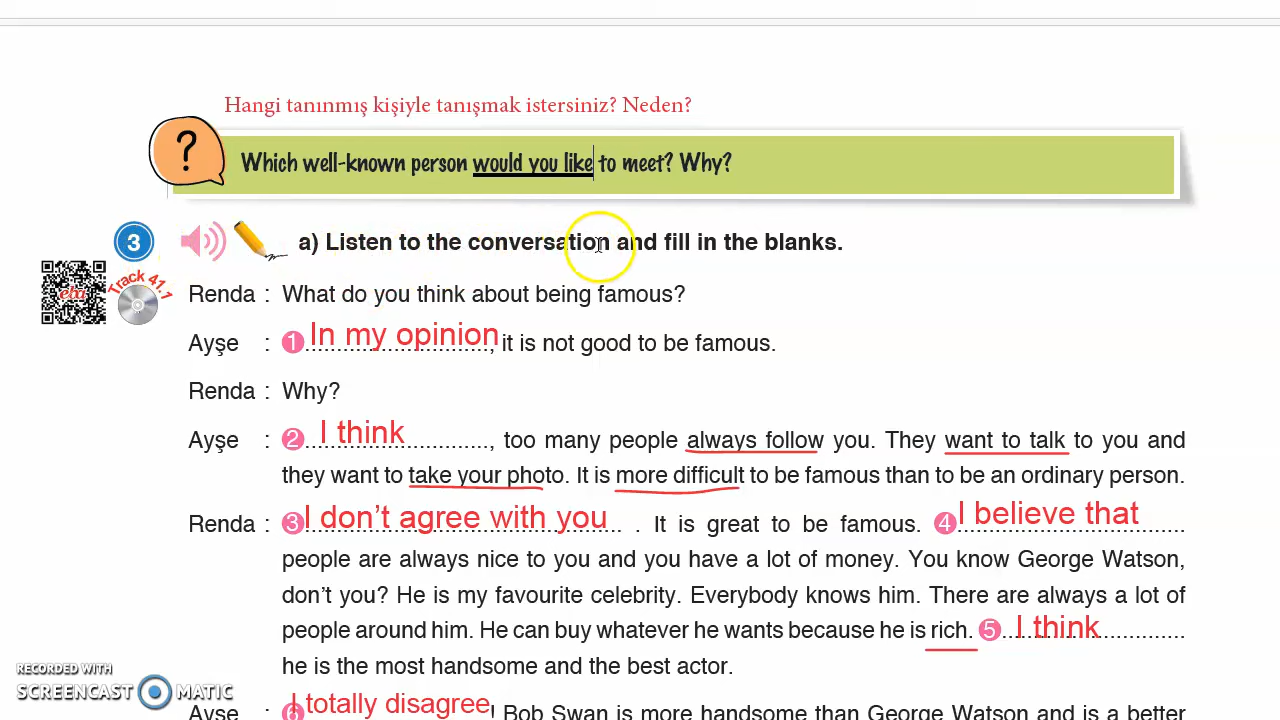 Hangi tanınmış kişiyle tanışmak istersiniz? Neden?
?
Which well-known person would you like to meet? Why?
3
a) Listen to the conversation and fill in the blanks.
eba
Track 41.1
Renda : What do you think about being famous?
Ayşe : 1 In my opinion, it is not good to be famous.
Renda : Why?
Ayşe : 2 I think, too many people always follow you. They want to talk to you and
they want to take your photo. It is more difficult to be famous than to be an ordinary person.
Renda : 3 I don't agree with you. It is great to be famous. 4 I believe that
people are always nice to you and you have a lot of money. You know George Watson,
don't you? He is my favourite celebrity. Everybody knows him. There are always a lot of
people around him. He can buy whatever he wants because he is rich. 5 I think
he is the most handsome and the best actor.
Ayşe : 6 I totally disagree! Bob Swan is more handsome than George Watson and is a better
RECORDED WITH
SCREENCAST MATIC